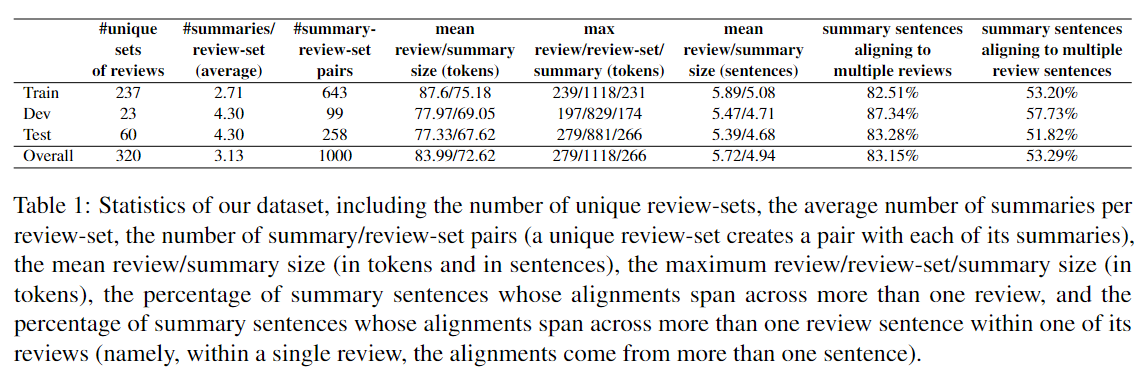 #unique #summaries/ #summary- mean max mean summary sentences summary sentences
sets review-set review-set review/summary review/review-set/ review/summary aligning to aligning to multiple
of reviews (average) pairs size (tokens) summary (tokens) size (sentences) multiple reviews review sentences
Train 237 2.71 643 87.6/75.18 239/1118/231 5.89/5.08 82.51% 53.20%
Dev 23 4.30 99 77.97/69.05 197/829/174 5.47/4.71 87.34% 57.73%
Test 60 4.30 258 77.33/67.62 279/881/266 5.39/4.68 83.28% 51.82%
Overall 320 3.13 1000 83.99/72.62 279/1118/266 5.72/4.94 83.15% 53.29%
Table 1: Statistics of our dataset, including the number of unique review-sets, the average number of summaries per
review-set, the number of summary/review-set pairs (a unique review-set creates a pair with each of its summaries),
the mean review/summary size (in tokens and in sentences), the maximum review/review-set/summary size (in
tokens), the percentage of summary sentences whose alignments span across more than one review, and the
percentage of summary sentences whose alignments span across more than one review sentence within one of its
reviews (namely, within a single review, the alignments come from more than one sentence).